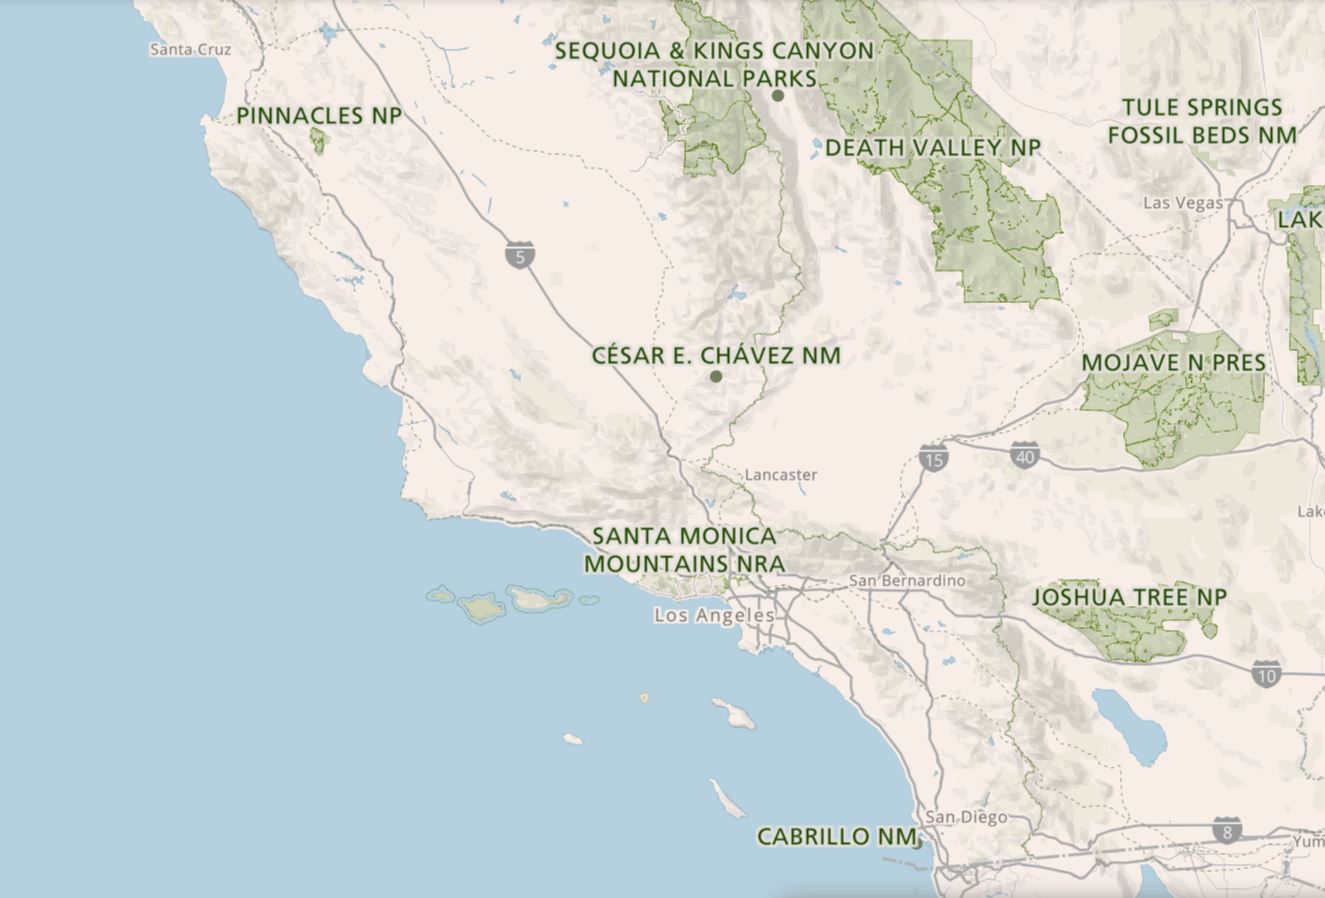 Santa Cruz
SEQUOIA & KINGS CANYON
NATIONAL PARKS
PINNACLES NP
TULE SPRINGS
FOSSIL BEDS NM
DEATH VALLEY NP
Las Vegas
LAK
5
CÉSAR E. CHÁVEZ NM
MOJAVE N PRES
15
40
Lancaster
Lak
SANTA MONICA
MOUNTAINS NRA
San Bernardino
JOSHUA TREE NP
Los Angeles
10
San Diego
CABRILLO NM
8
Yum